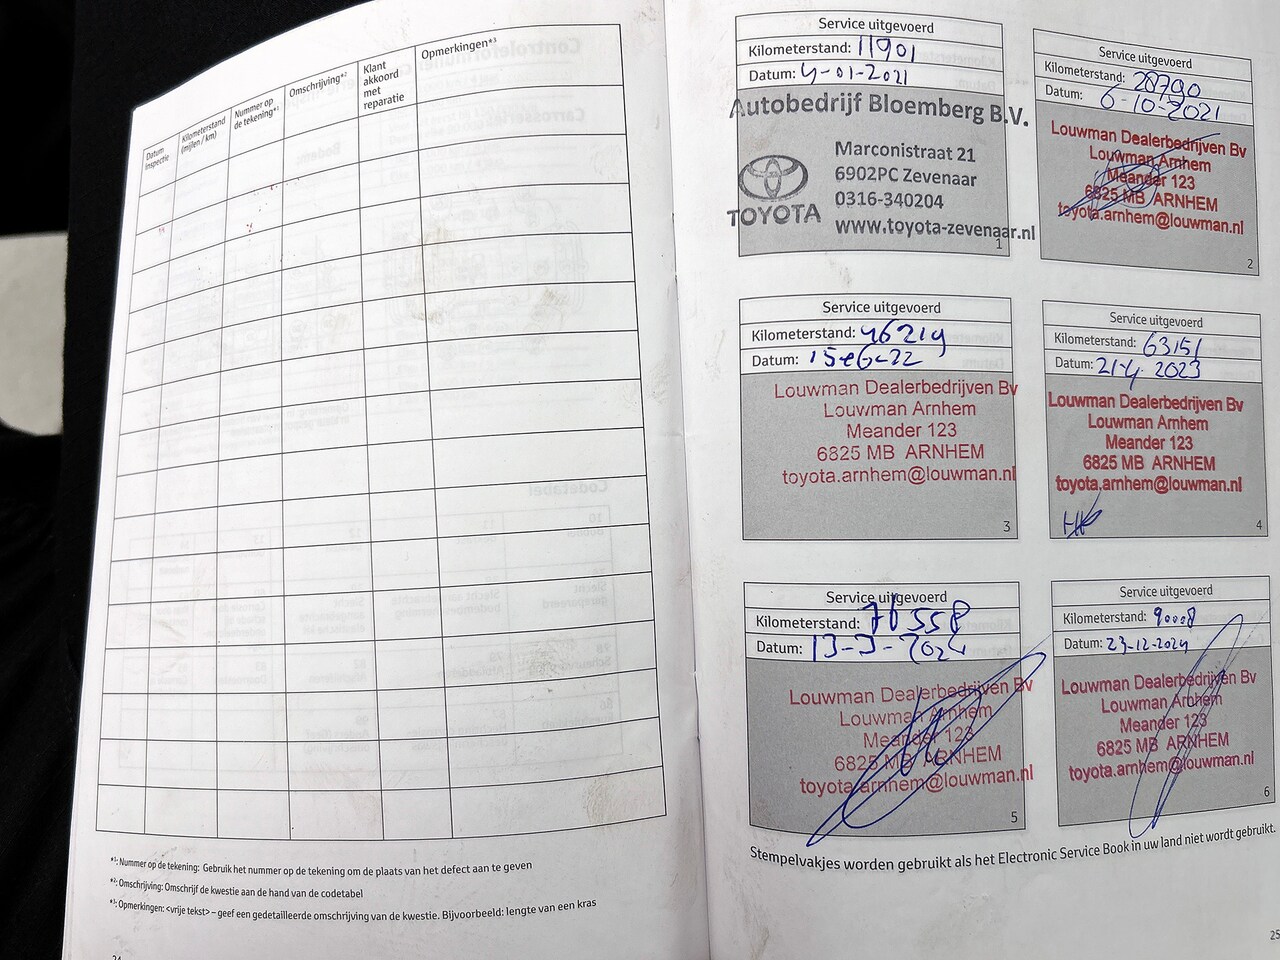 Datum inspectie
Kilometerstand (mijlen / km)
Nummer op de tekening*1
Omschrijving*2
Klant akkoord met reparatie
Opmerkingen*3
*1: Nummer op de tekening: Gebruik het nummer op de tekening om de plaats van het defect aan te geven
*2: Omschrijving: Omschrijf de kwestie aan de hand van de codetabel
*3: Opmerkingen: <vrije tekst> – geef een gedetailleerde omschrijving van de kwestie. Bijvoorbeeld: lengte van een kras
24
Service uitgevoerd
Kilometerstand: 11901
Datum: 4-01-2021
Autobedrijf Bloemberg B.V.
Marconistraat 21
6902PC Zevenaar
0316-340204
www.toyota-zevenaar.nl
TOYOTA
1
Service uitgevoerd
Kilometerstand: 28790
Datum: 6-10-2021
Louwman Dealerbedrijven Bv
Louwman Arnhem
Meander 123
6825 MB ARNHEM
toyota.arnhem@louwman.nl
2
Service uitgevoerd
Kilometerstand: 46219
Datum:
Louwman Dealerbedrijven Bv
Louwman Arnhem
Meander 123
6825 MB ARNHEM
toyota.arnhem@louwman.nl
3
Service uitgevoerd
Kilometerstand: 63151
Datum: 21-4-2023
Louwman Dealerbedrijven Bv
Louwman Arnhem
Meander 123
6825 MB ARNHEM
toyota.arnhem@louwman.nl
4
Service uitgevoerd
Kilometerstand: 76558
Datum: 13-3-2024
Louwman Dealerbedrijven Bv
Louwman Arnhem
Meander 123
6825 MB ARNHEM
toyota.arnhem@louwman.nl
5
Service uitgevoerd
Kilometerstand: 90008
Datum: 23-12-2024
Louwman Dealerbedrijven Bv
Louwman Arnhem
Meander 123
6825 MB ARNHEM
toyota.arnhem@louwman.nl
6
Stempelvakjes worden gebruikt als het Electronic Service Book in uw land niet wordt gebruikt.
25